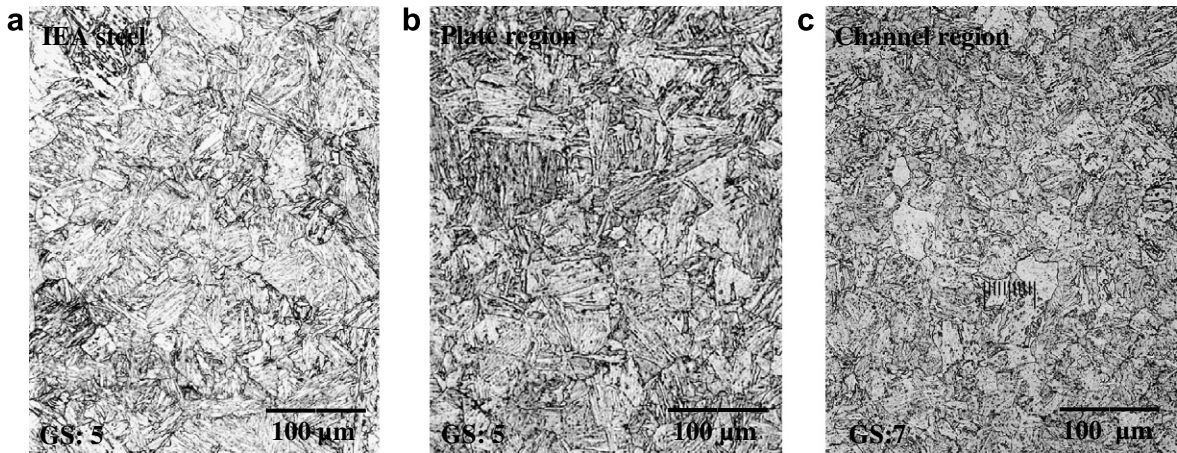 a IEA steel
b Plate region
c Channel region
GS: 5
100 µm
GS: 5
100 µm
GS:7
100 µm